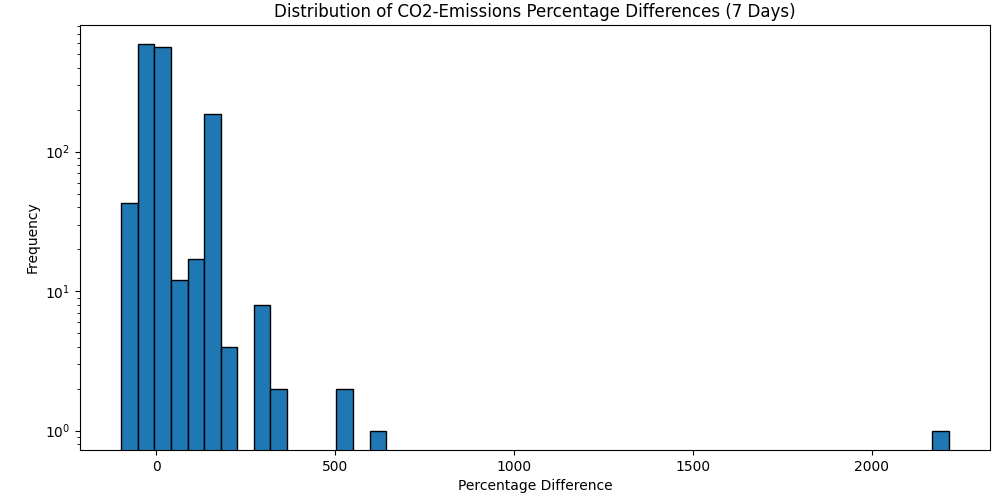 Distribution of CO2-Emissions Percentage Differences (7 Days)
Frequency
10²
10¹
10⁰
0 500 1000 1500 2000
Percentage Difference